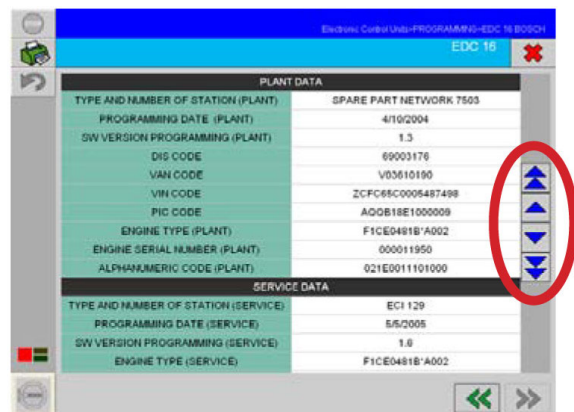 Electronic Control Units>PROGRAMMING>EDC 16 BOSCH
EDC 16
PLANT DATA
TYPE AND NUMBER OF STATION (PLANT) SPARE PART NETWORK 7503
PROGRAMMING DATE (PLANT) 4/10/2004
SW VERSION PROGRAMMING (PLANT) 1.3
DIS CODE 69003176
VAN CODE V03610190
VIN CODE ZCFC65C0005487498
PIC CODE AQQB18E1000009
ENGINE TYPE (PLANT) F1CE0481B*A002
ENGINE SERIAL NUMBER (PLANT) 000011950
ALPHANUMERIC CODE (PLANT) 021E0011101000
SERVICE DATA
TYPE AND NUMBER OF STATION (SERVICE) ECI 129
PROGRAMMING DATE (SERVICE) 5/5/2005
SW VERSION PROGRAMMING (SERVICE) 1.6
ENGINE TYPE (SERVICE) F1CE0481B*A002